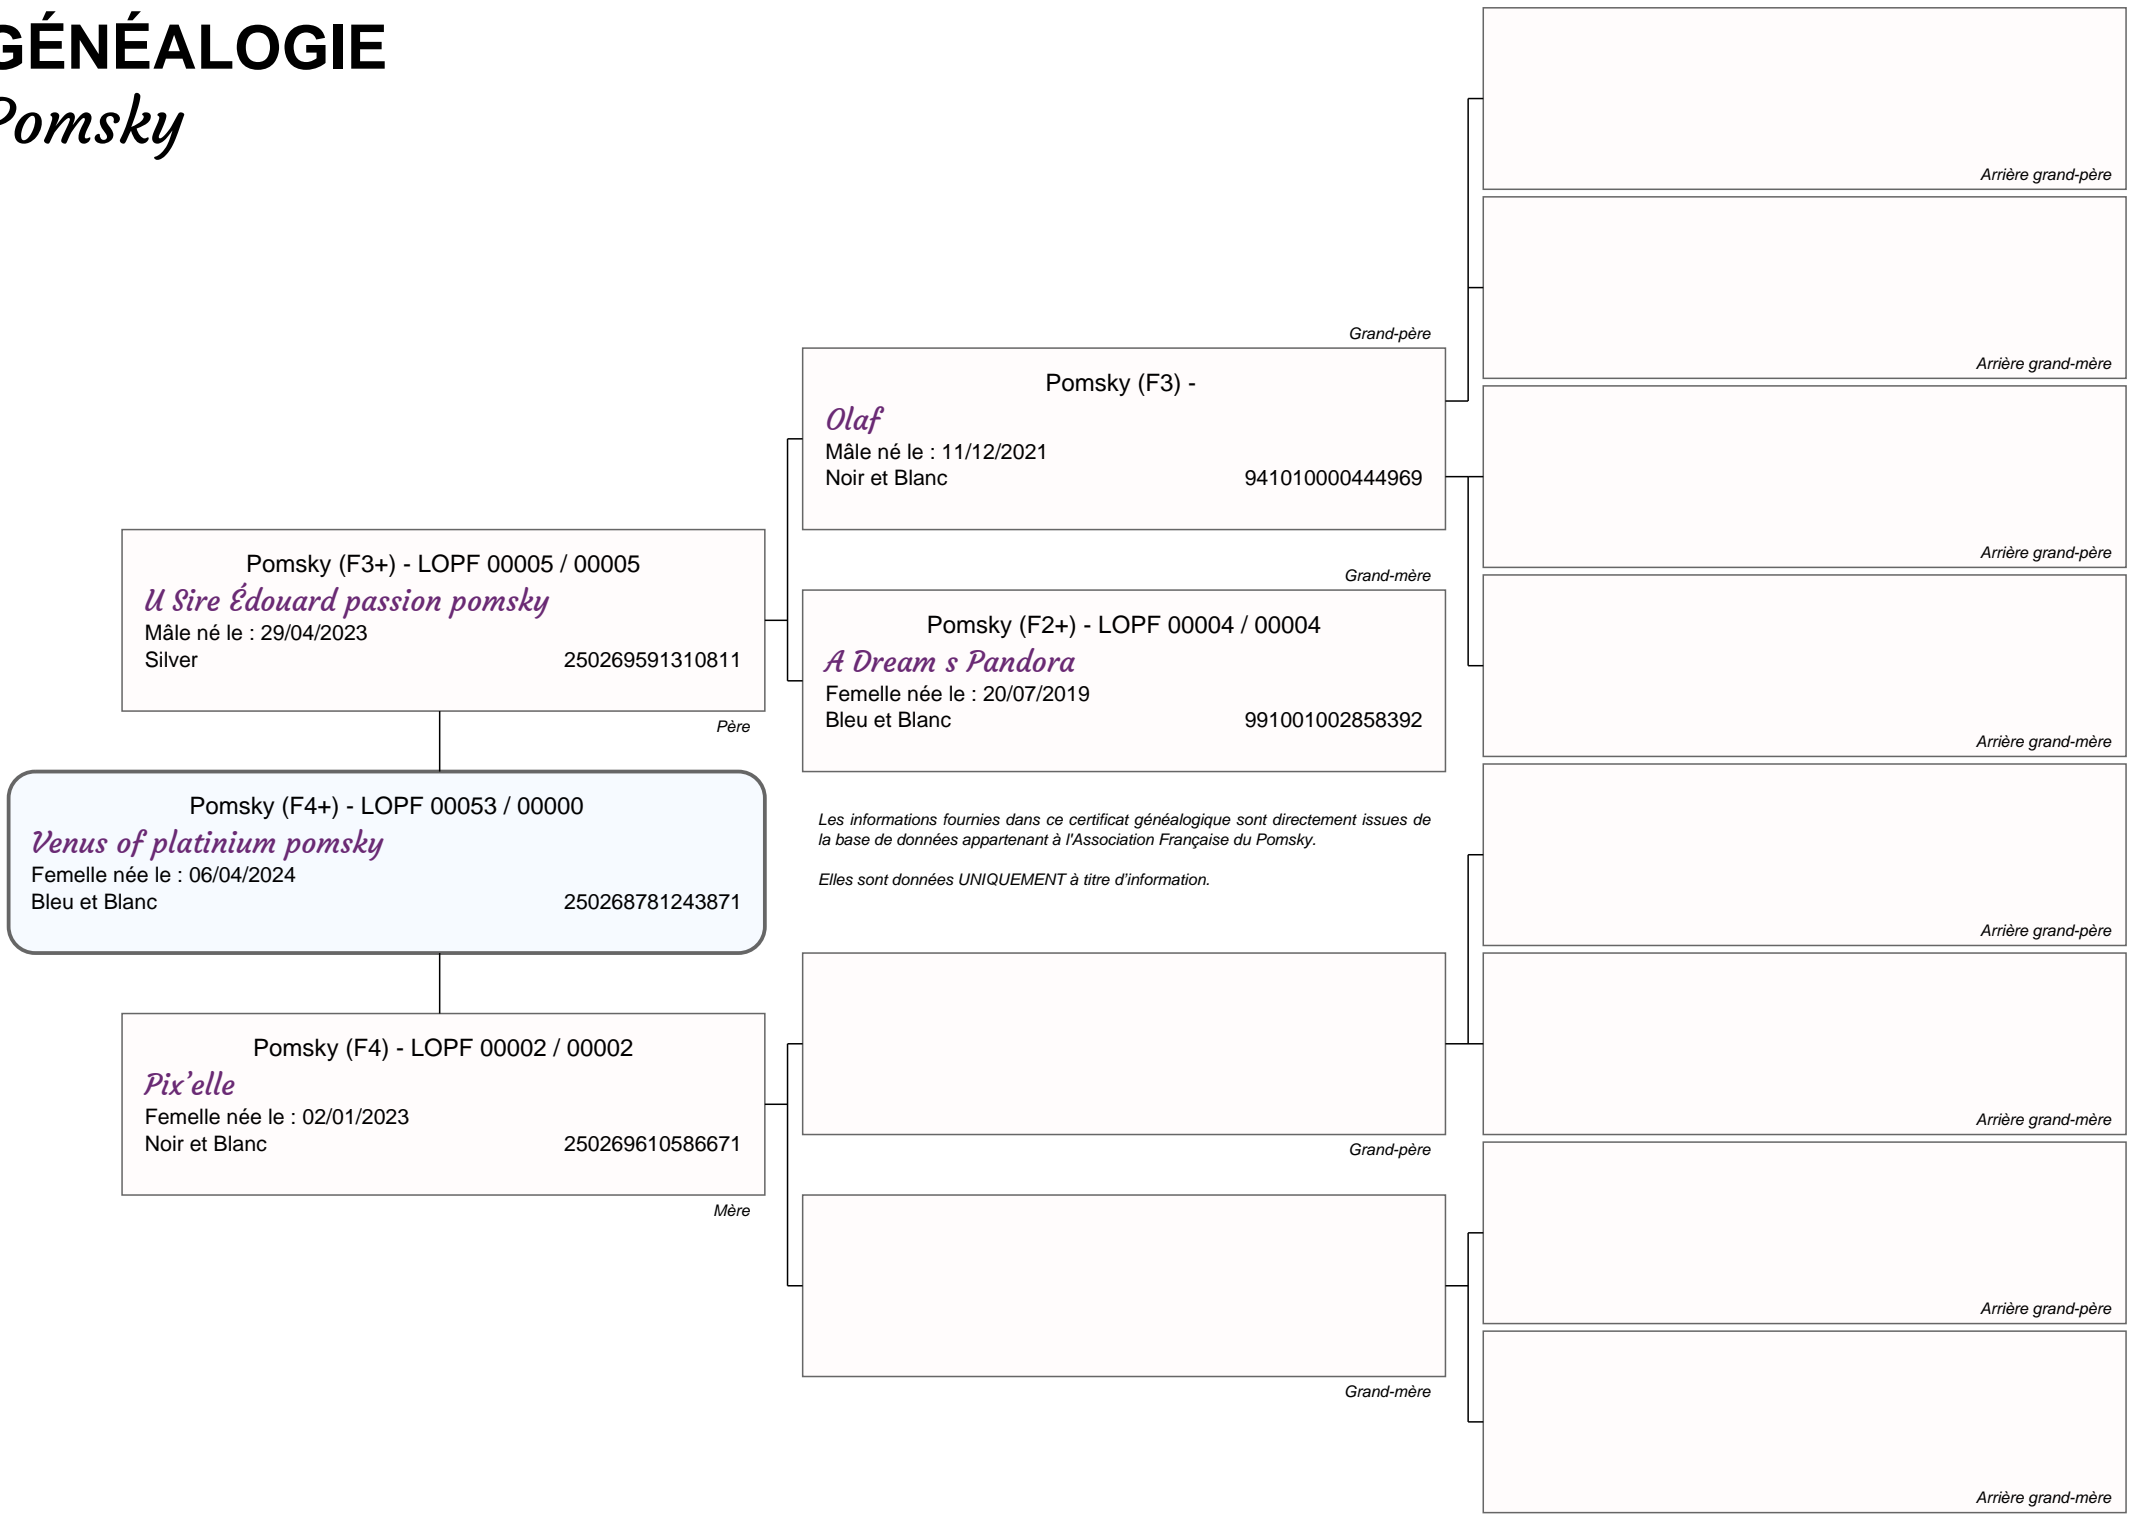 GÉNÉALOGIE
Pomsky
Pomsky (F4+) - LOPF 00053 / 00000
Venus of platinium pomsky
Femelle née le : 06/04/2024
Bleu et Blanc 250268781243871
Pomsky (F3+) - LOPF 00005 / 00005
U Sire Édouard passion pomsky
Mâle né le : 29/04/2023
Silver 250269591310811
Père
Pomsky (F4) - LOPF 00002 / 00002
Pix'elle
Femelle née le : 02/01/2023
Noir et Blanc 250269610586671
Mère
Grand-père
Pomsky (F3) -
Olaf
Mâle né le : 11/12/2021
Noir et Blanc 941010000444969
Grand-mère
Pomsky (F2+) - LOPF 00004 / 00004
A Dream s Pandora
Femelle née le : 20/07/2019
Bleu et Blanc 991001002858392
Les informations fournies dans ce certificat généalogique sont directement issues de
la base de données appartenant à l'Association Française du Pomsky.
Elles sont données UNIQUEMENT à titre d'information.
Grand-père
Grand-mère
Arrière grand-père
Arrière grand-mère
Arrière grand-père
Arrière grand-mère
Arrière grand-père
Arrière grand-mère
Arrière grand-père
Arrière grand-mère